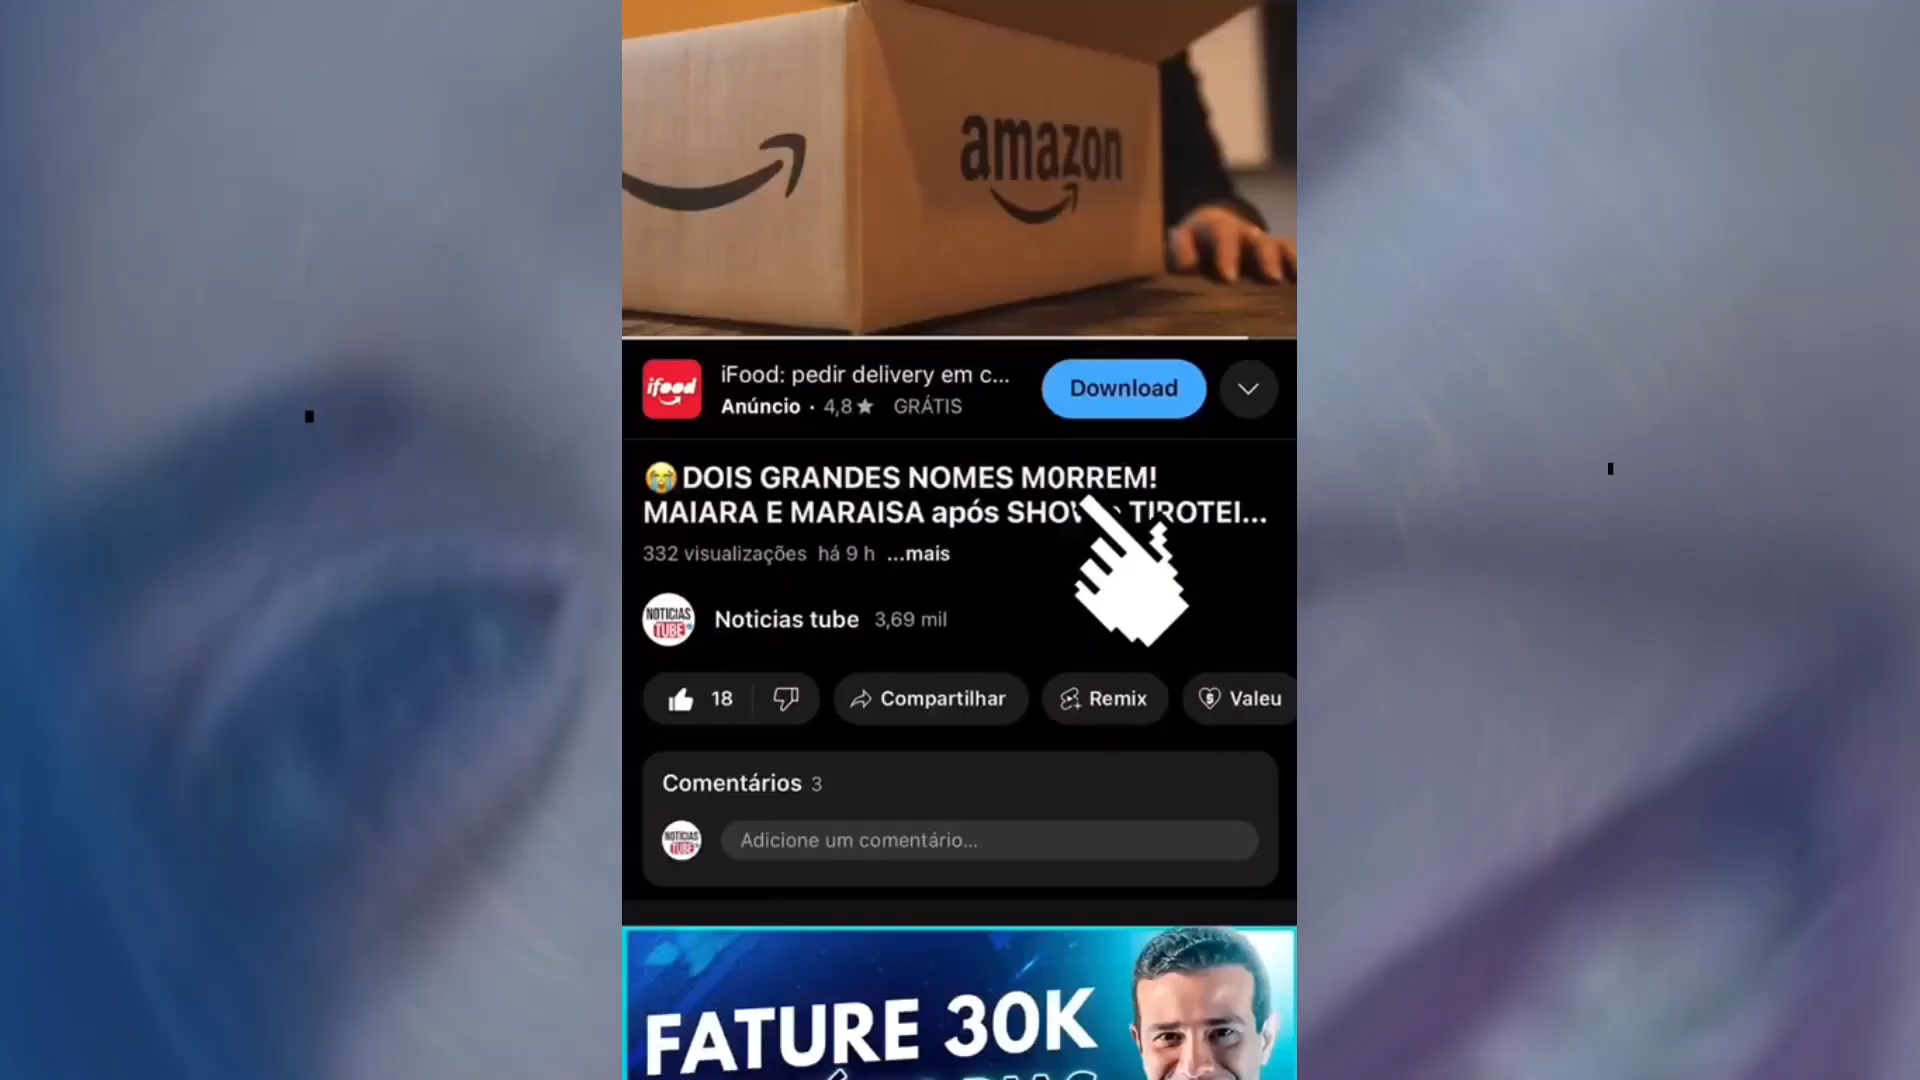 amazon
ifood
iFood: pedir delivery em c...
Anúncio · 4,8★ GRÁTIS
Download
😭DOIS GRANDES NOMES M0RREM!
MAIARA E MARAISA após TIROTEI...
332 visualizações há 9 h ...mais
NOTICIAS
TUBE
Noticias tube 3,69 mil
18
Compartilhar
Remix
Valeu
Comentários 3
NOTICIAS
TUBE
Adicione um comentário...
FATURE 30K